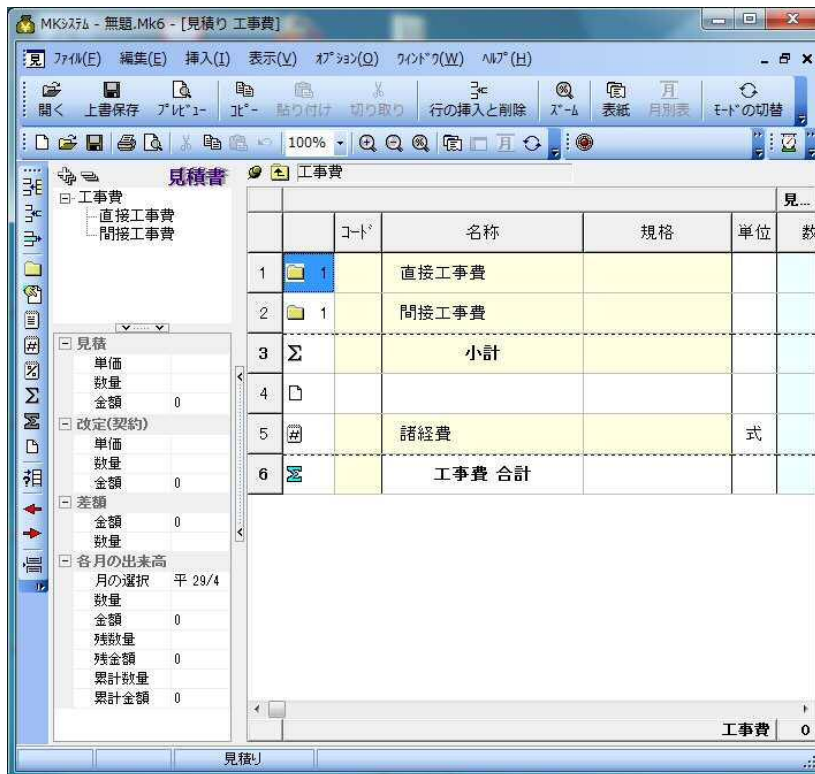 MKｼｽﾃﾑ - 無題.Mk6 - [見積り 工事費]
見 ﾌｧｲﾙ(F) 編集(E) 挿入(I) 表示(V) ｵﾌﾟｼｮﾝ(O) ｳｨﾝﾄﾞｳ(W) ﾍﾙﾌﾟ(H)
開く 上書保存 ﾌﾟﾚﾋﾞｭｰ ｺﾋﾟｰ 貼り付け 切り取り 行の挿入と削除 ｽﾞｰﾑ 表紙 月別表 ﾓｰﾄﾞの切替
100% 月
見積書
工事費
直接工事費
間接工事費
工事費
見...
ｺｰﾄﾞ 名称 規格 単位 数
1 1 直接工事費
2 1 間接工事費
3 Σ 小計
4
5 # 諸経費 式
6 Σ 工事費 合計
見積
単価
数量
金額 0
改定(契約)
単価
数量
金額 0
差額
金額 0
数量
各月の出来高
月の選択 平 29/4
数量
金額 0
残数量
残金額 0
累計数量
累計金額 0
工事費 0
見積り